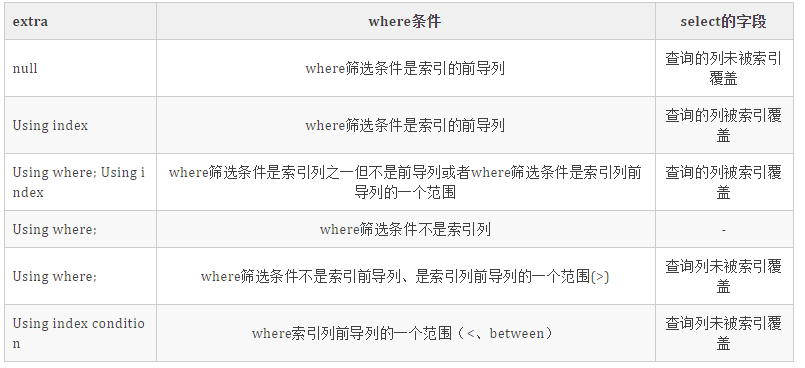 extra where条件 select的字段
null where筛选条件是索引的前导列 查询的列未被索引
覆盖
Using index where筛选条件是索引的前导列 查询的列被索引覆
盖
Using where; Using i where筛选条件是索引列之一但不是前导列或者where筛选条件是索引列前 查询的列被索引覆
ndex 导列的一个范围 盖
Using where; where筛选条件不是索引列 -
Using where; where筛选条件不是索引前导列、是索引列前导列的一个范围(>) 查询列未被索引覆
盖
Using index conditio where索引列前导列的一个范围（<、between） 查询列未被索引覆
n 盖